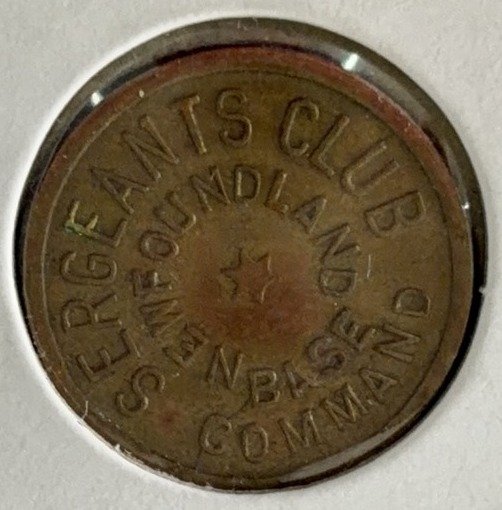 SERGEANTS CLUB
NEWFOUNDLAND
BASE
COMMAND